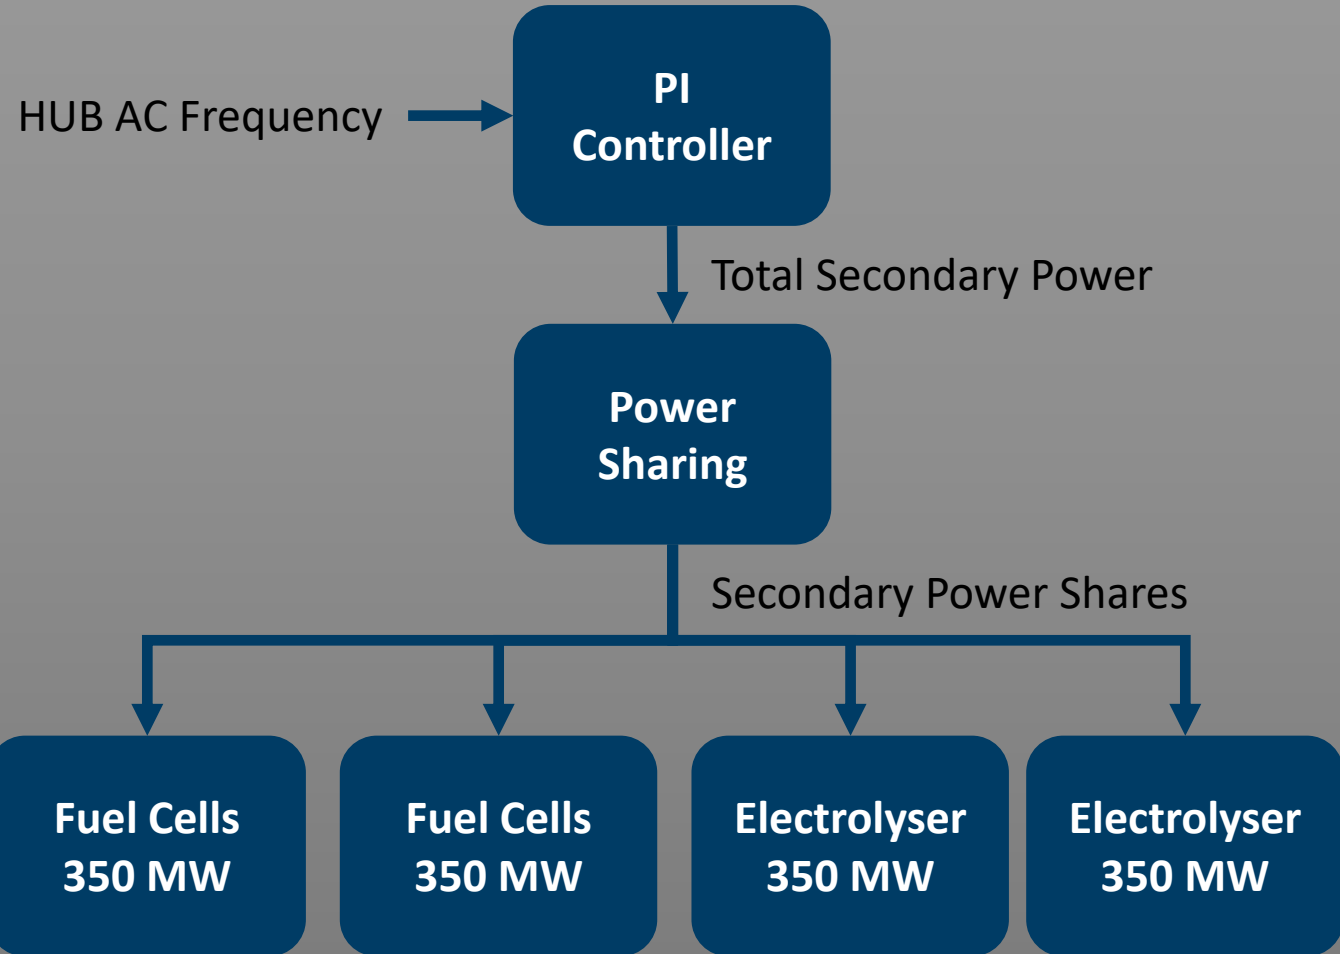 PI
Controller
HUB AC Frequency
Total Secondary Power
Power
Sharing
Secondary Power Shares
Fuel Cells
350 MW
Fuel Cells
350 MW
Electrolyser
350 MW
Electrolyser
350 MW